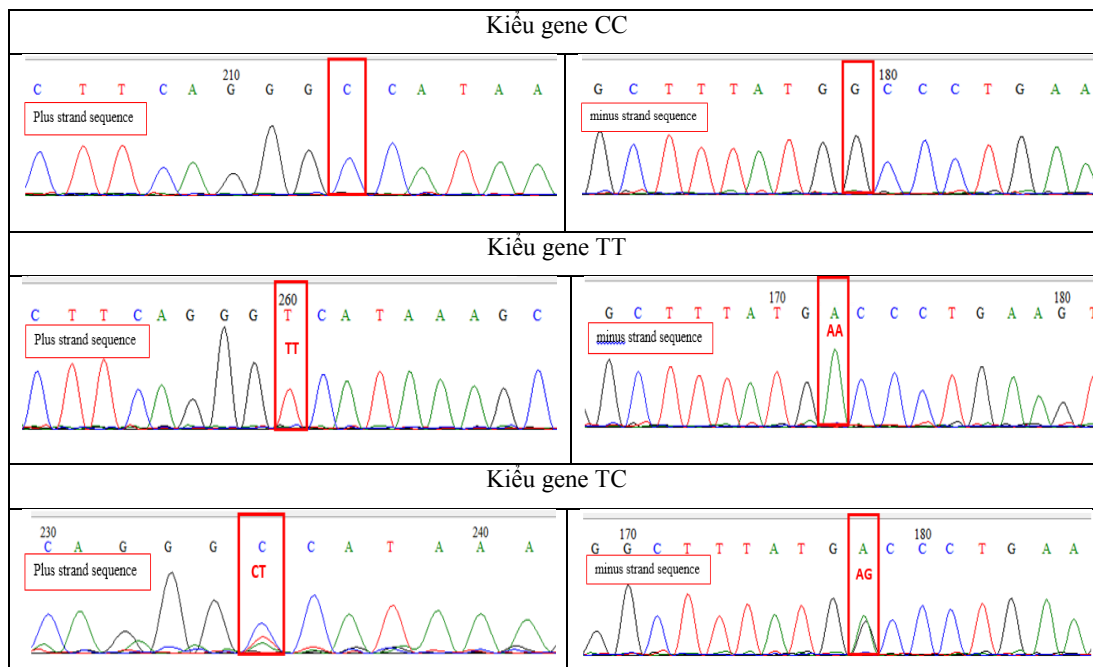 Kiểu gene CC
210
C T T C A G G G C C A T A A
Plus strand sequence
180
G C T T T A T G G C C C T G A A
minus strand sequence
Kiểu gene TT
260
C T T C A G G G T C A T A A A G C
Plus strand sequence
TT
170 180
G C T T T A T G A C C C T G A A G T
minus strand sequence
AA
Kiểu gene TC
230 240
C A G G G C C A T A A A
Plus strand sequence
CT
170 180
G G C T T T A T G A C C C T G A A
minus strand sequence
AG